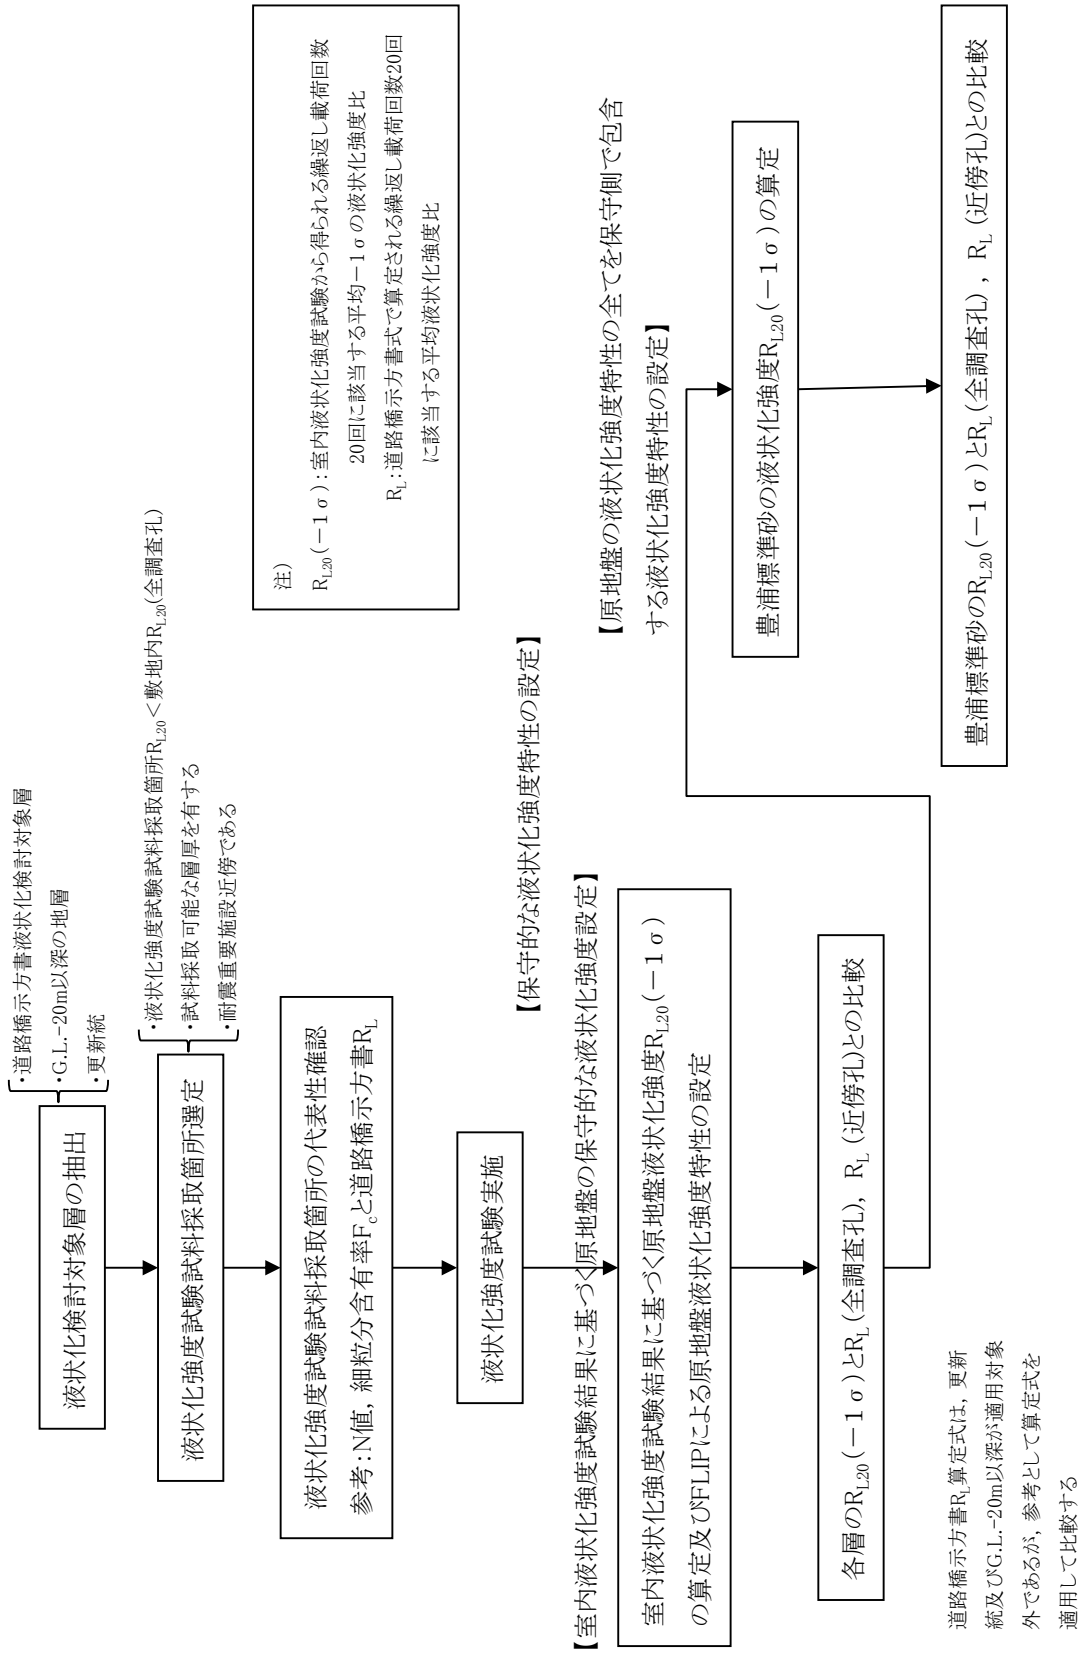 液状化検討対象層の抽出
・道路橋示方書液状化検討対象層
・G.L.-20m以深の地層
・更新統
液状化強度試験試料採取箇所選定
・液状化強度試験試料採取箇所RL20＜敷地内RL20(全調査孔)
・試料採取可能な層厚を有する
・耐震重要施設近傍である
液状化強度試験試料採取箇所の代表性確認
参考：N値，細粒分含有率Fcと道路橋示方書RL
液状化強度試験実施
【保守的な液状化強度特性の設定】
【室内液状化強度試験結果に基づく原地盤の保守的な液状化強度設定】
室内液状化強度試験結果に基づく原地盤液状化強度RL20(－1σ)
の算定及びFLIPによる原地盤液状化強度特性の設定
各層のRL20(－1σ)とRL(全調査孔)，RL(近傍孔)との比較
道路橋示方書RL算定式は，更新
統及びG.L.-20m以深が適用対象
外であるが，参考として算定式を
適用して比較する
注）
RL20(－1σ)：室内液状化強度試験から得られる繰返し載荷回数
20回に該当する平均－1σの液状化強度比
RL：道路橋示方書式で算定される繰返し載荷回数20回
に該当する平均液状化強度比
【原地盤の液状化強度特性の全てを保守側で包含
する液状化強度特性の設定】
豊浦標準砂の液状化強度RL20(－1σ)の算定
豊浦標準砂のRL20(－1σ)とRL(全調査孔)，RL(近傍孔)との比較